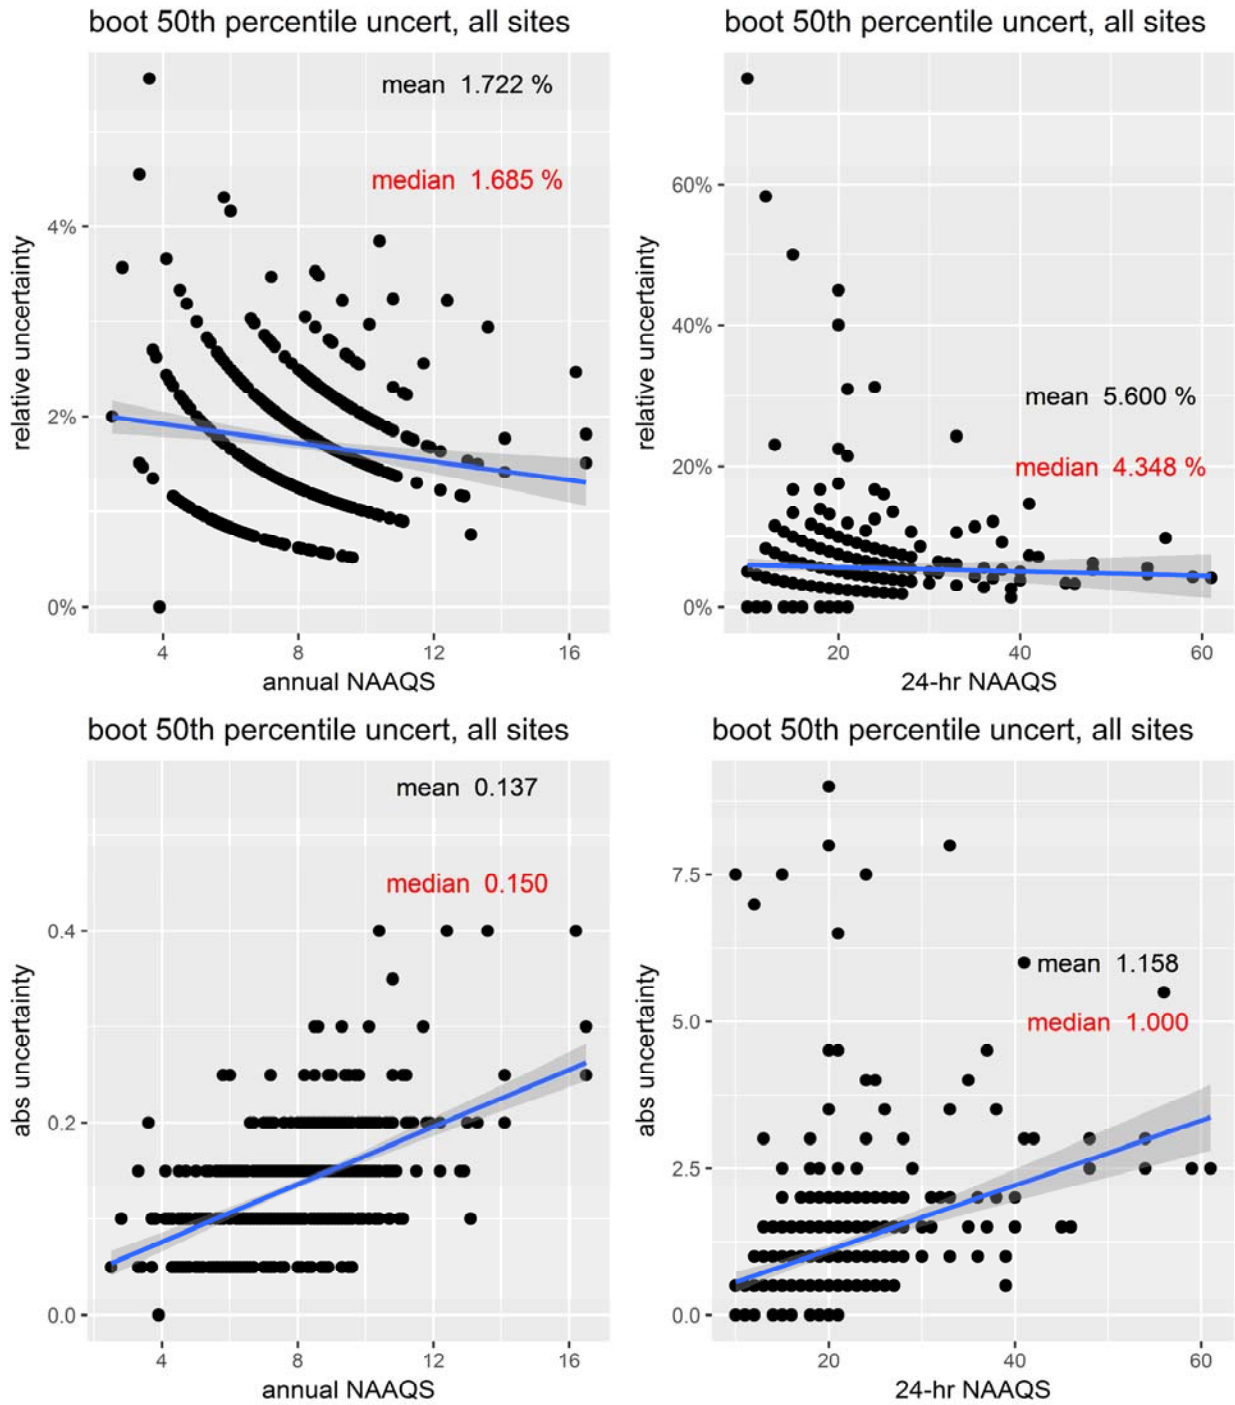 boot 50th percentile uncert, all sites
mean 1.722 %
median 1.685 %
4%
2%
0%
relative uncertainty
4 8 12 16
annual NAAQS
boot 50th percentile uncert, all sites
60%
40%
mean 5.600 %
median 4.348 %
20%
0%
relative uncertainty
20 40 60
24-hr NAAQS
boot 50th percentile uncert, all sites
mean 0.137
median 0.150
0.4
0.2
0.0
abs uncertainty
4 8 12 16
annual NAAQS
boot 50th percentile uncert, all sites
7.5
mean 1.158
5.0
median 1.000
2.5
0.0
abs uncertainty
20 40 60
24-hr NAAQS